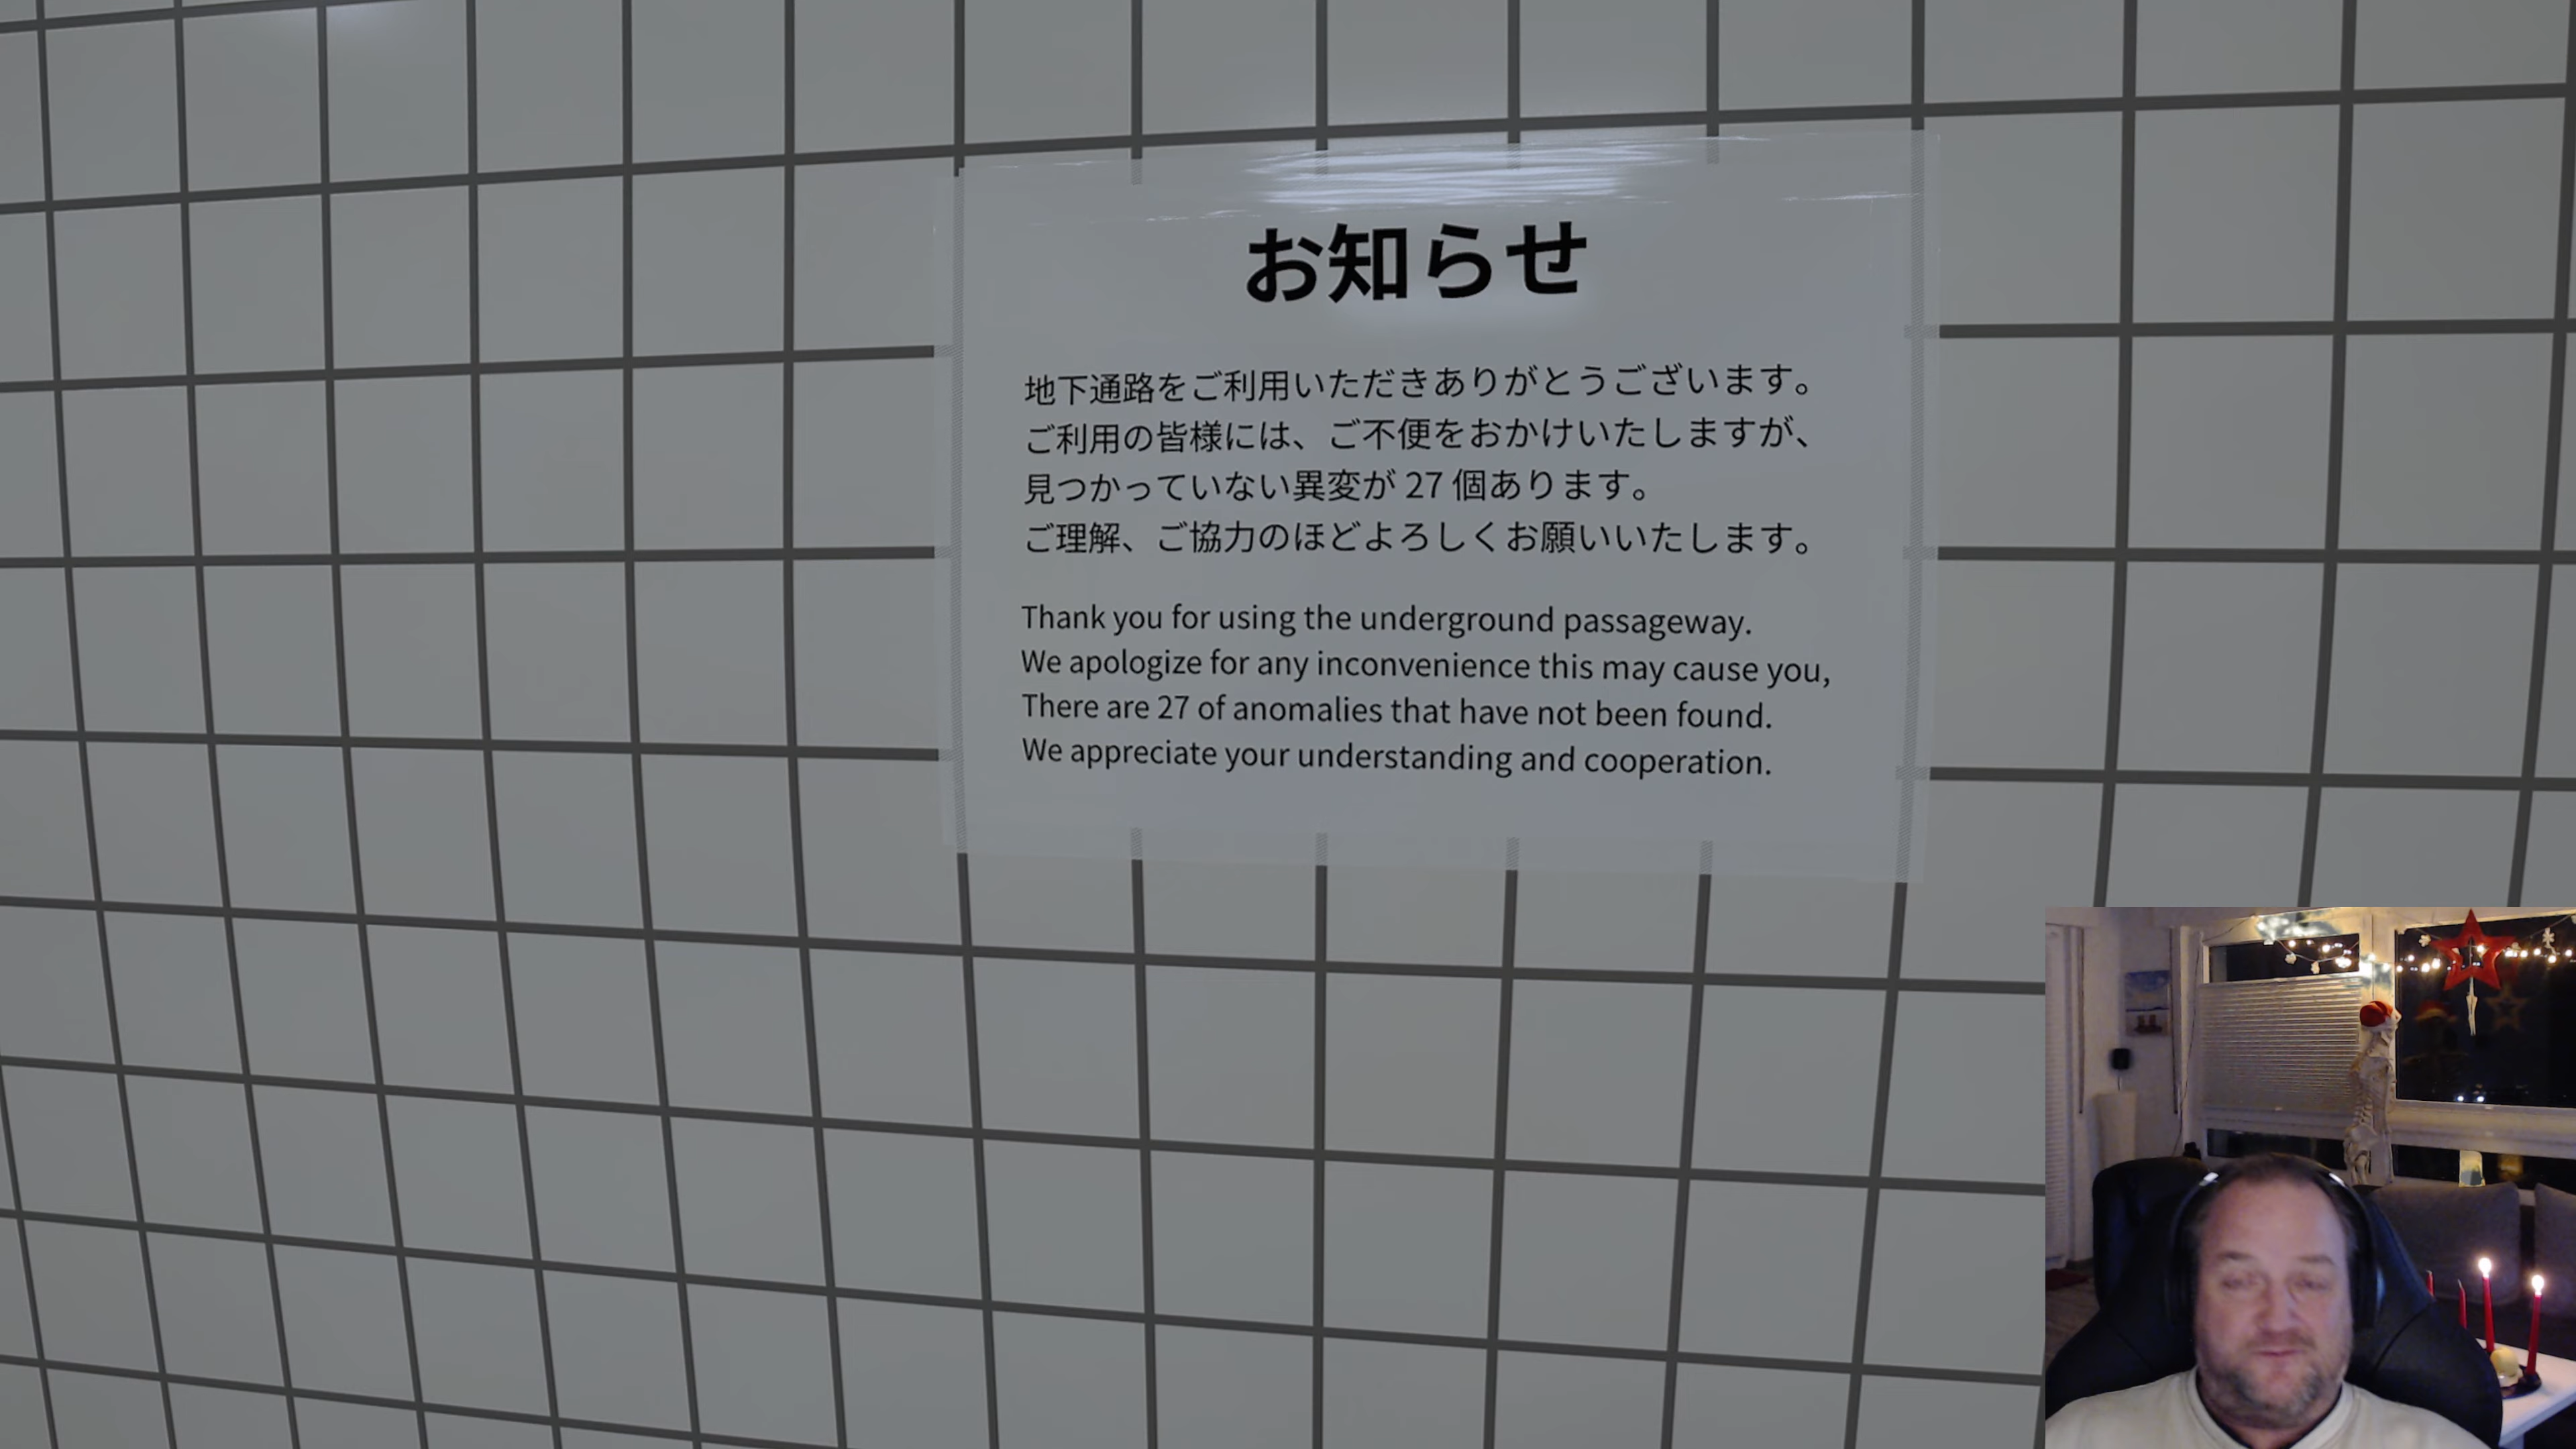 お知らせ
地下通路をご利用いただきありがとうございます。
ご利用の皆様には、ご不便をおかけいたしますが、
見つかっていない異変が 27 個あります。
ご理解、ご協力のほどよろしくお願いいたします。
Thank you for using the underground passageway.
We apologize for any inconvenience this may cause you,
There are 27 of anomalies that have not been found.
We appreciate your understanding and cooperation.